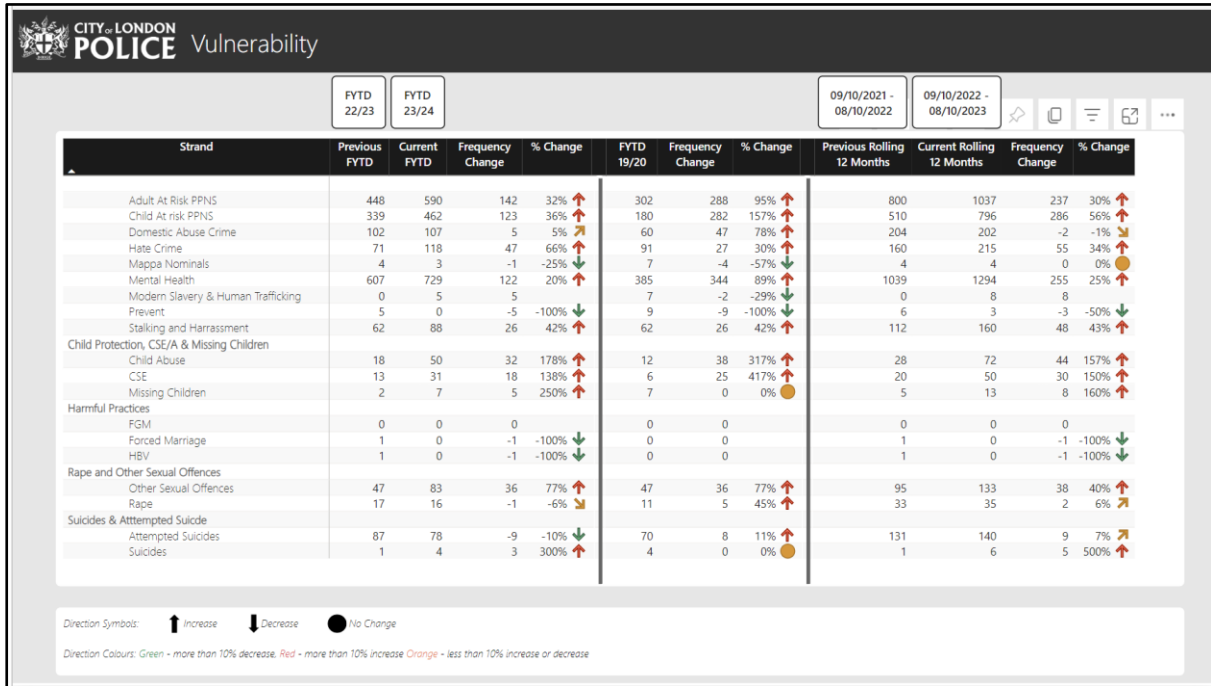 CITY of LONDON
POLICE Vulnerability
FYTD 22/23 FYTD 23/24 09/10/2021 - 08/10/2022 09/10/2022 - 08/10/2023
Strand Previous FYTD Current FYTD Frequency Change % Change FYTD 19/20 Frequency Change % Change Previous Rolling 12 Months Current Rolling 12 Months Frequency Change % Change
Adult At Risk PPNS 448 590 142 32% 302 288 95% 800 1037 237 30%
Child At risk PPNS 339 462 123 36% 180 282 157% 510 796 286 56%
Domestic Abuse Crime 102 107 5 5% 60 47 78% 204 202 -2 -1%
Hate Crime 71 118 47 66% 91 27 30% 160 215 55 34%
Mappa Nominals 4 3 -1 -25% 7 -4 -57% 4 4 0 0%
Mental Health 607 729 122 20% 385 344 89% 1039 1294 255 25%
Modern Slavery & Human Trafficking 0 5 5 7 -2 -29% 0 8 8
Prevent 5 0 -5 -100% 9 -9 -100% 6 3 -3 -50%
Stalking and Harrassment 62 88 26 42% 62 26 42% 112 160 48 43%
Child Protection, CSE/A & Missing Children
Child Abuse 18 50 32 178% 12 38 317% 28 72 44 157%
CSE 13 31 18 138% 6 25 417% 20 50 30 150%
Missing Children 2 7 5 250% 7 0 0% 5 13 8 160%
Harmful Practices
FGM 0 0 0 0 0 0 0 0
Forced Marriage 1 0 -1 -100% 0 0 1 0 -1 -100%
HBV 1 0 -1 -100% 0 0 1 0 -1 -100%
Rape and Other Sexual Offences
Other Sexual Offences 47 83 36 77% 47 36 77% 95 133 38 40%
Rape 17 16 -1 -6% 11 5 45% 33 35 2 6%
Suicides & Atttempted Suicde
Attempted Suicides 87 78 -9 -10% 70 8 11% 131 140 9 7%
Suicides 1 4 3 300% 4 0 0% 1 6 5 500%
Direction Symbols: Increase Decrease No Change
Direction Colours: Green - more than 10% decrease, Red - more than 10% increase Orange - less than 10% increase or decrease